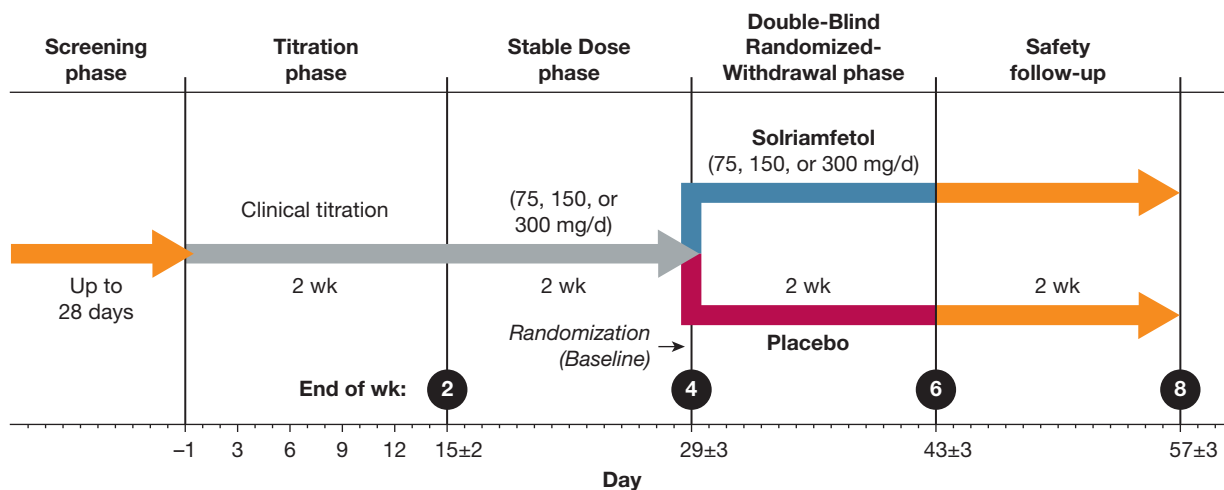 Screening
phase
Titration
phase
Stable Dose
phase
Double-Blind
Randomized-
Withdrawal phase
Safety
follow-up
Solriamfetol
(75, 150, or 300 mg/d)
Clinical titration
(75, 150, or
300 mg/d)
Up to
28 days
2 wk
2 wk
2 wk
2 wk
Randomization
(Baseline)
Placebo
End of wk:
2
4
6
8
–1
3
6
9
12
15±2
29±3
43±3
57±3
Day